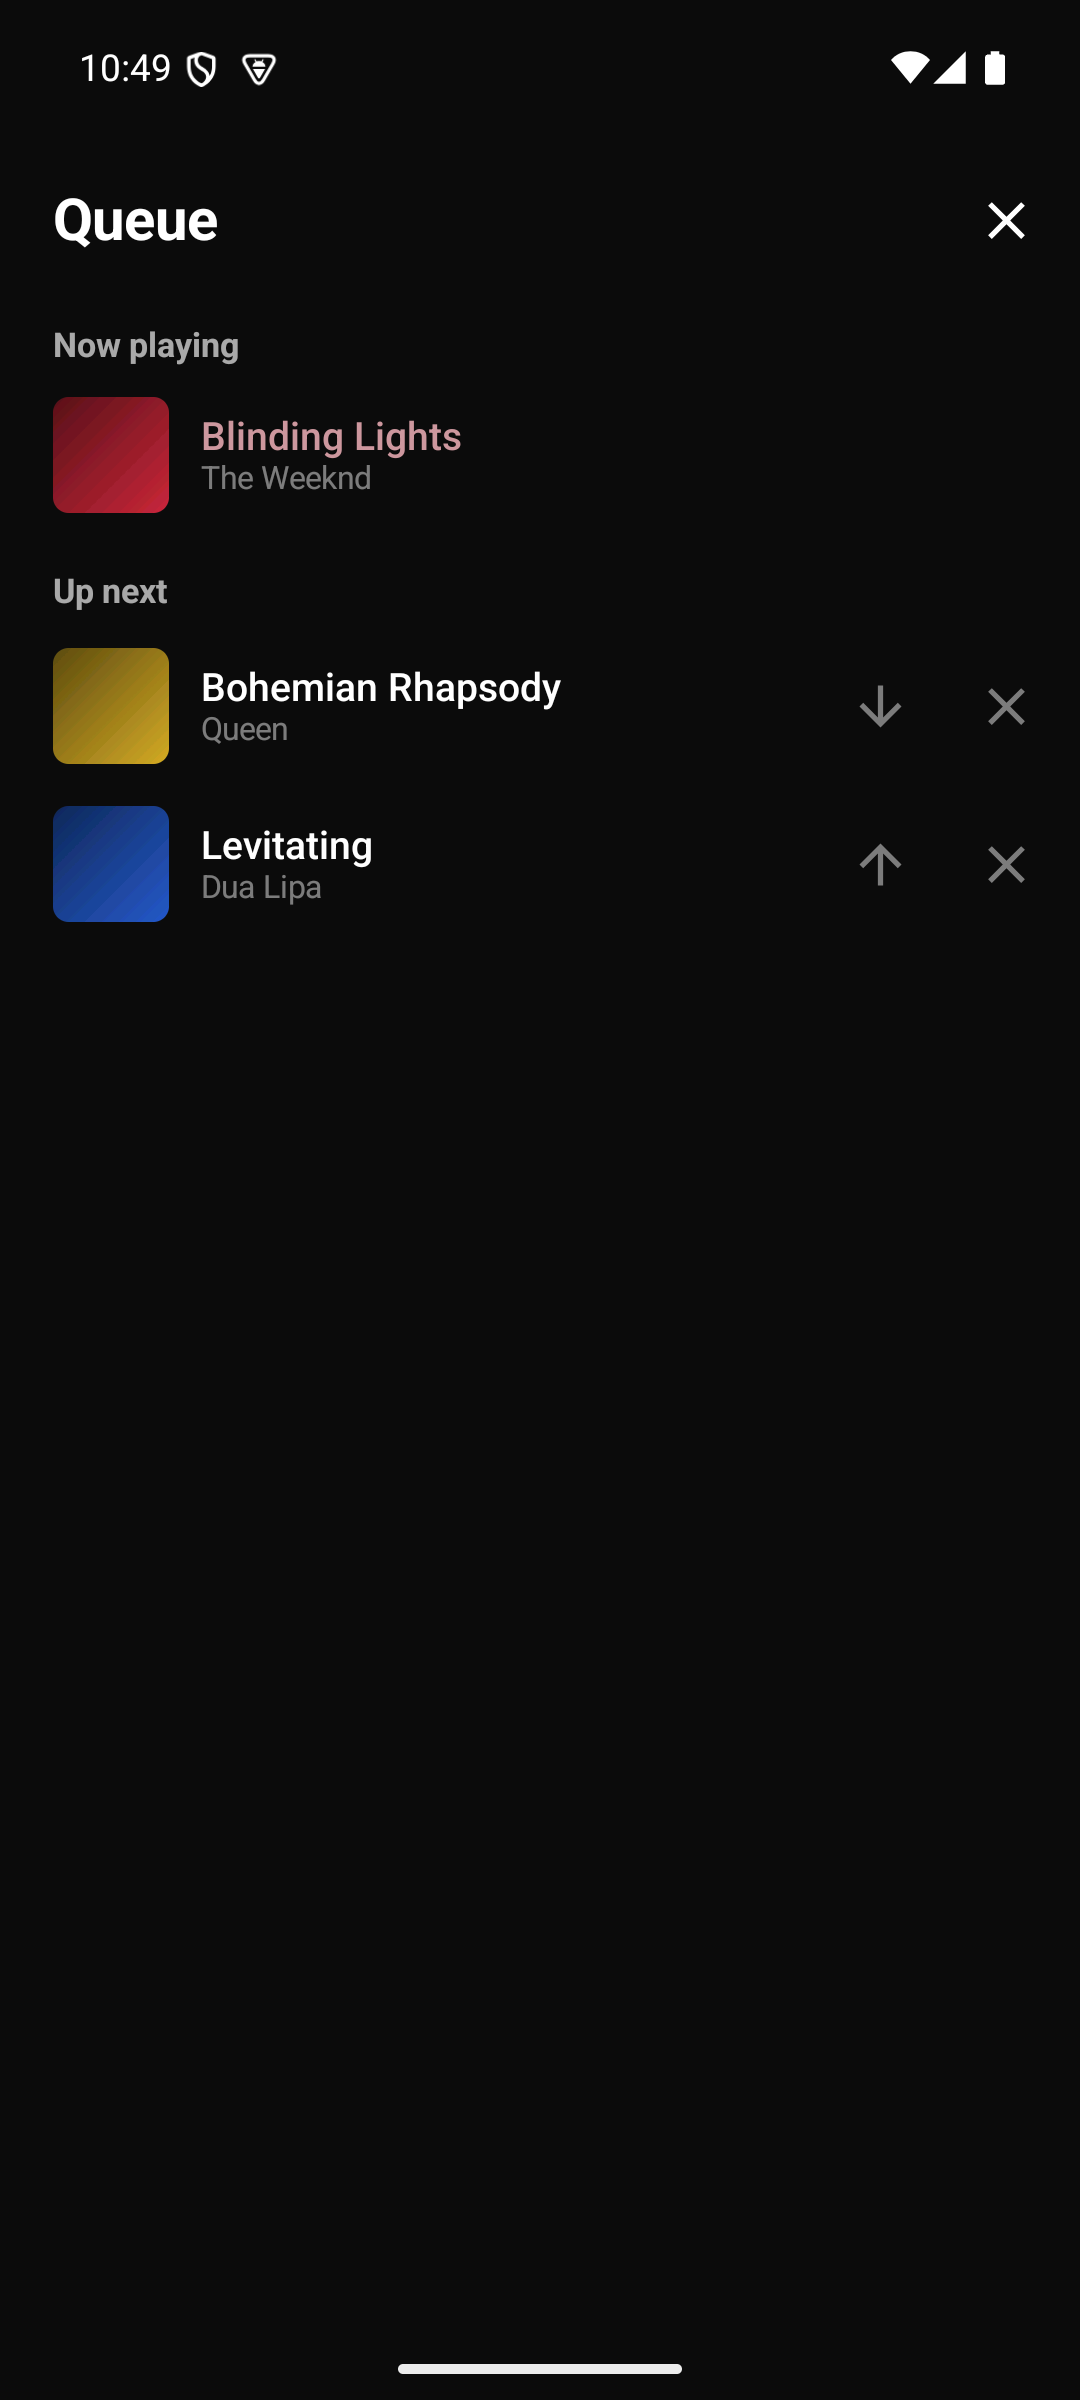 10:49
Queue
Now playing
Blinding Lights
The Weeknd
Up next
Bohemian Rhapsody
Queen
Levitating
Dua Lipa